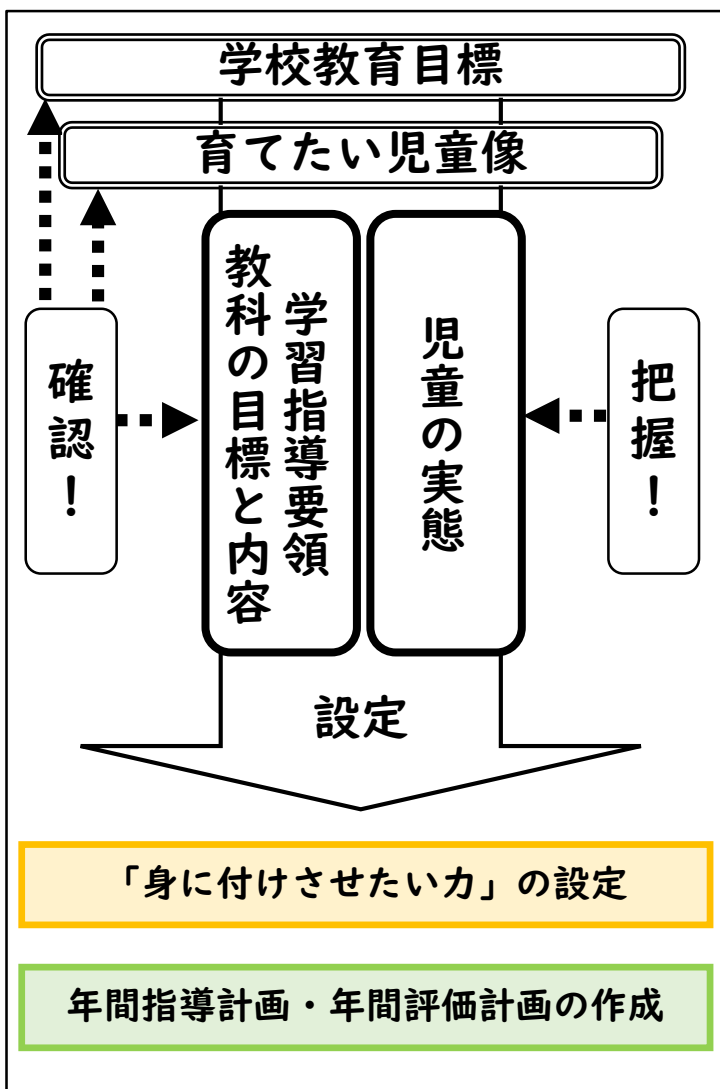 学校教育目標
育てたい児童像
確認！
学習指導要領
教科の目標と内容
児童の実態
把握！
設定
「身に付けさせたい力」の設定
年間指導計画・年間評価計画の作成